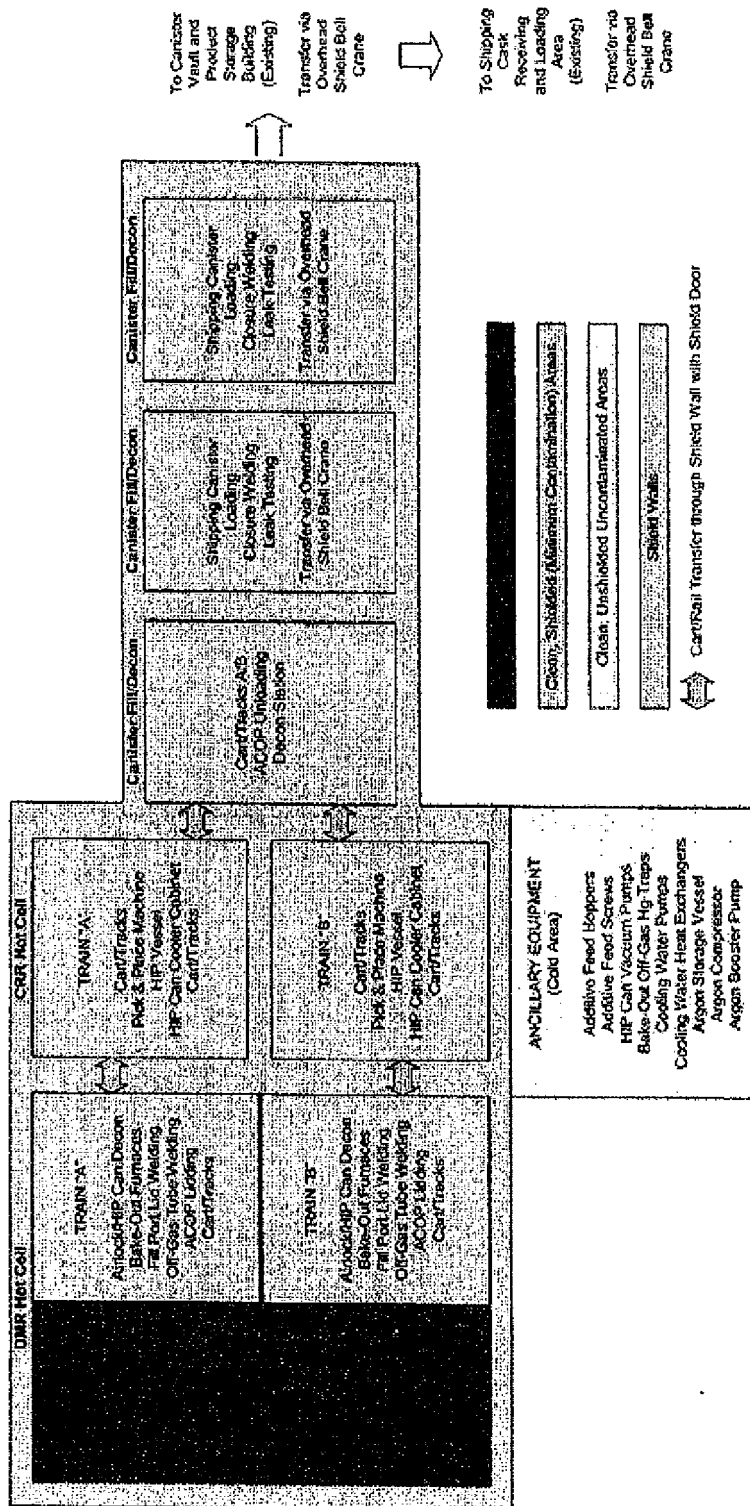 DMR Hot Cell
TRAIN "A"
Airlock/HIP Can Decon
Bake-Out Furnaces
Fill Port Lid Welding
Off-Gas Tube Welding
ACOP Lidding
Cart/Tracks
TRAIN "B"
Airlock/HIP Can Decon
Bake-Out Furnaces
Fill Port Lid Welding
Off-Gas Tube Welding
ACOP Lidding
Cart/Tracks
CRR Hot Cell
TRAIN "A"
Cart/Tracks
Pick & Place Machine
HIP Vessel
HIP Can Cooler Cabinet
Cart/Tracks
TRAIN "B"
Cart/Tracks
Pick & Place Machine
HIP Vessel
HIP Can Cooler Cabinet
Cart/Tracks
Canister Fill/Decon
Cart/Tracks A/B
ACOP Unloading
Decon Station
Canister Fill/Decon
Shipping Canister
Loading
Closure Welding
Leak Testing
Transfer via Overhead
Shield Bell Crane
Canister Fill/Decon
Shipping Canister
Loading
Closure Welding
Leak Testing
Transfer via Overhead
Shield Bell Crane
To Canister
Vault and
Product
Storage
Building
(Existing)
Transfer via
Overhead
Shield Bell
Crane
To Shipping
Cask
Receiving
and Loading
Area
(Existing)
Transfer via
Overhead
Shield Bell
Crane
ANCILLARY EQUIPMENT
(Cold Area)
Additive Feed Hoppers
Additive Feed Screws
HIP Can Vacuum Pumps
Bake-Out Off-Gas Hg-Traps
Cooling Water Pumps
Cooling Water Heat Exchangers
Argon Storage Vessel
Argon Compressor
Argon Booster Pump
Clean, Shielded (Minimum Contamination) Areas
Clean, Unshielded Uncontaminated Areas
Shield Walls
Cart/Rail Transfer through Shield Wall with Shield Door